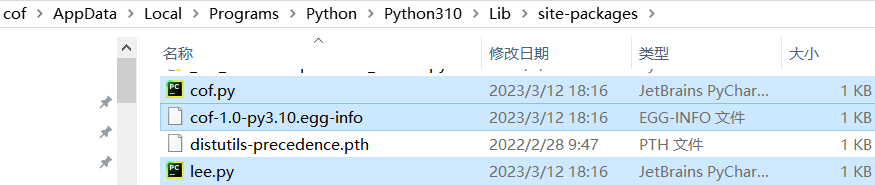 cof > AppData > Local > Programs > Python > Python310 > Lib > site-packages >
名称 修改日期 类型 大小
cof.py 2023/3/12 18:16 JetBrains PyChar... 1 KB
cof-1.0-py3.10.egg-info 2023/3/12 18:16 EGG-INFO 文件 1 KB
distutils-precedence.pth 2022/2/28 9:47 PTH 文件 1 KB
lee.py 2023/3/12 18:16 JetBrains PyChar... 1 KB